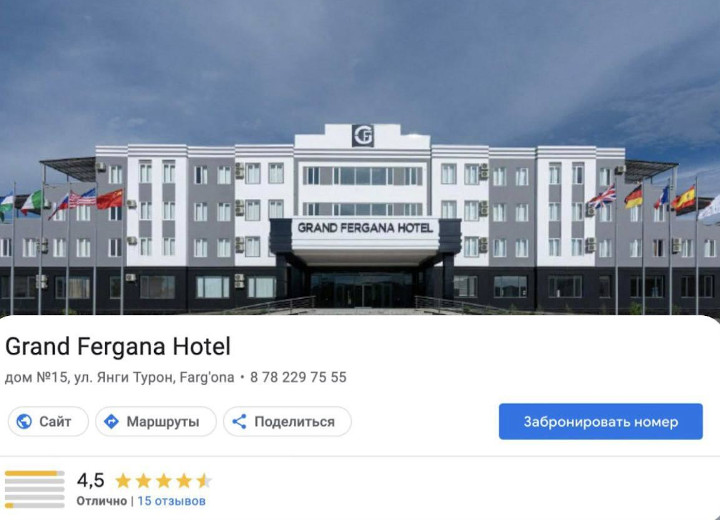 G
GRAND FERGANA HOTEL
Grand Fergana Hotel
дом №15, ул. Янги Турон, Farg'ona • 8 78 229 75 55
Сайт Маршруты Поделиться Забронировать номер
4,5
Отлично | 15 отзывов